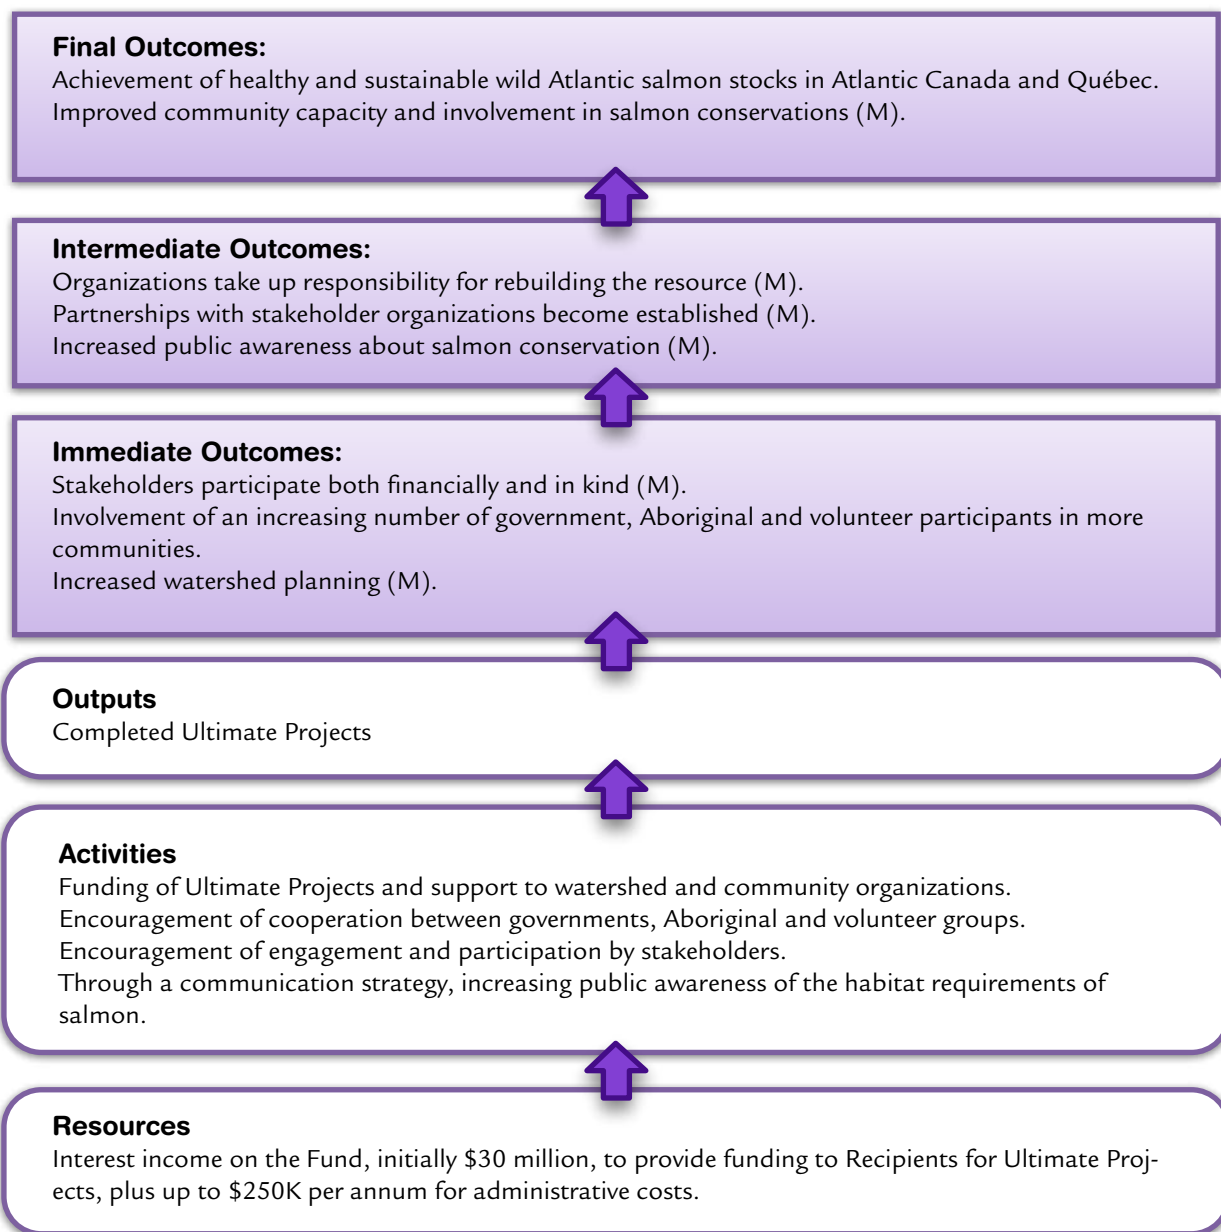 Final Outcomes:
Achievement of healthy and sustainable wild Atlantic salmon stocks in Atlantic Canada and Québec.
Improved community capacity and involvement in salmon conservations (M).
Intermediate Outcomes:
Organizations take up responsibility for rebuilding the resource (M).
Partnerships with stakeholder organizations become established (M).
Increased public awareness about salmon conservation (M).
Immediate Outcomes:
Stakeholders participate both financially and in kind (M).
Involvement of an increasing number of government, Aboriginal and volunteer participants in more
communities.
Increased watershed planning (M).
Outputs
Completed Ultimate Projects
Activities
Funding of Ultimate Projects and support to watershed and community organizations.
Encouragement of cooperation between governments, Aboriginal and volunteer groups.
Encouragement of engagement and participation by stakeholders.
Through a communication strategy, increasing public awareness of the habitat requirements of
salmon.
Resources
Interest income on the Fund, initially $30 million, to provide funding to Recipients for Ultimate Proj-
ects, plus up to $250K per annum for administrative costs.